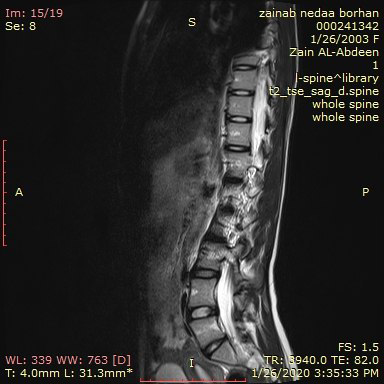 Im: 15/19
Se: 8
S
zainab nedaa borhan
000241342
1/26/2003 F
Zain AL-Abdeen
1
j-spine^library
t2_tse_sag_d.spine
whole spine
whole spine
A
P
WL: 339 WW: 763 [D]
T: 4.0mm L: 31.3mm*
I
FS: 1.5
TR: 3940.0 TE: 82.0
1/26/2020 3:35:33 PM